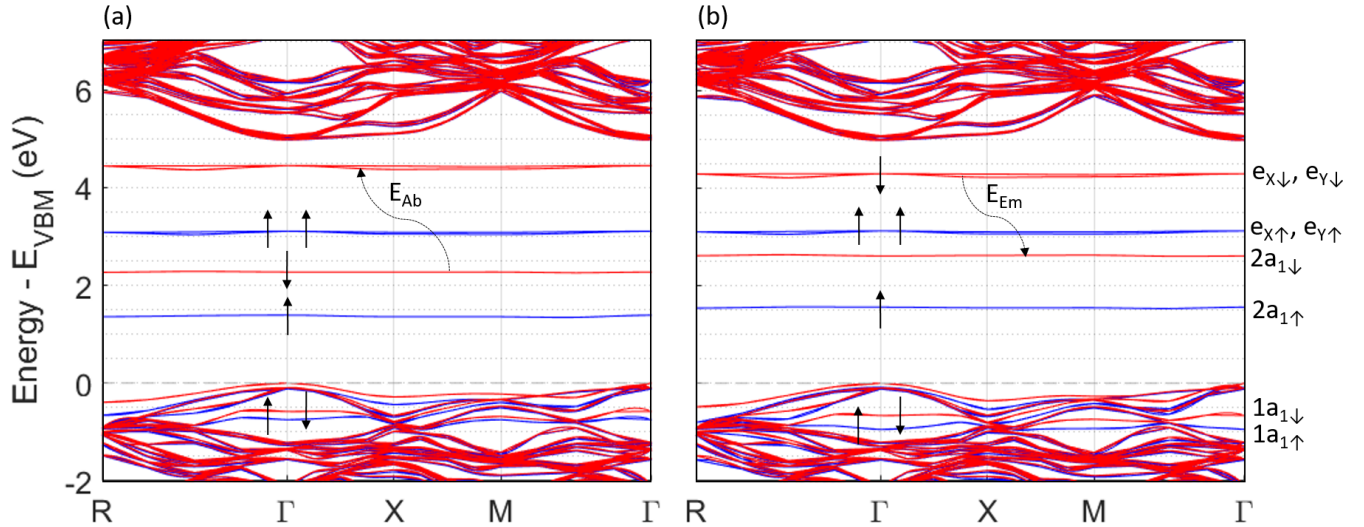 (a)
(b)
Energy - E_VBM (eV)
6
4
2
0
-2
E_Ab
E_Em
e_X↓, e_Y↓
e_X↑, e_Y↑
2a_1↓
2a_1↑
1a_1↓
1a_1↑
R Γ X M Γ
R Γ X M Γ